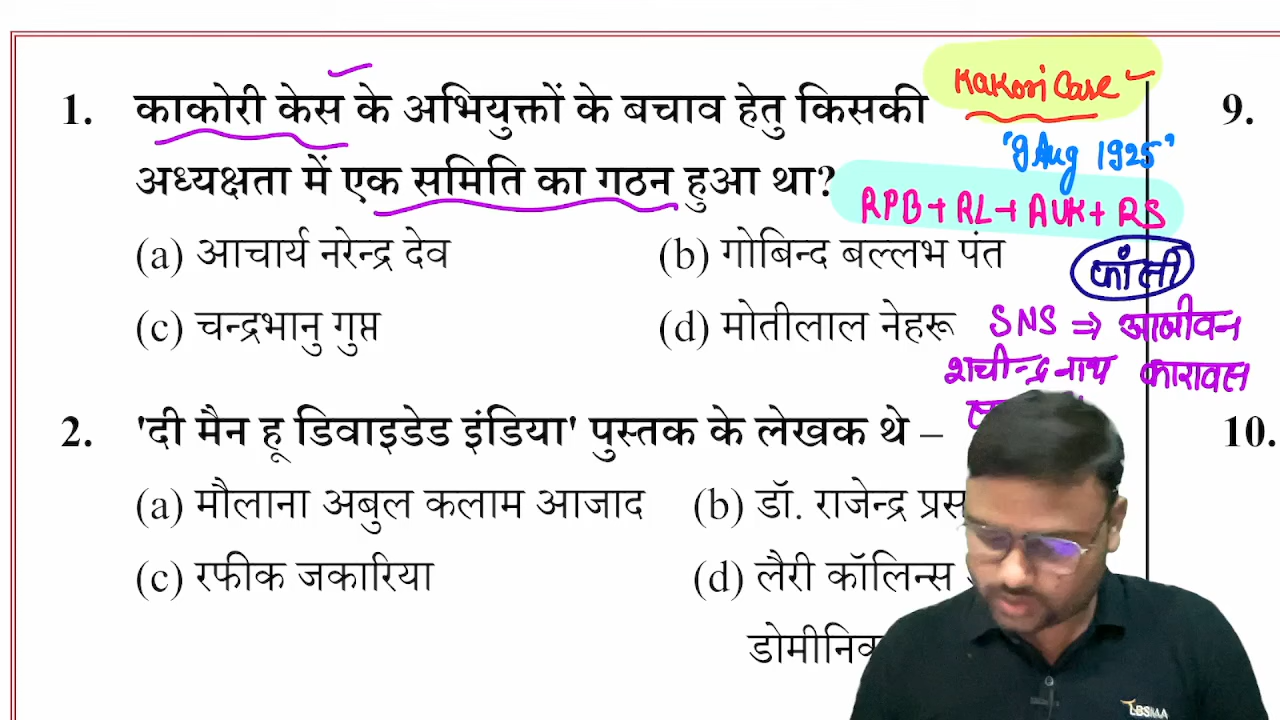 1. काकोरी केस के अभियुक्तों के बचाव हेतु किसकी
अध्यक्षता में एक समिति का गठन हुआ था?
(a) आचार्य नरेन्द्र देव (b) गोबिन्द बल्लभ पंत
(c) चन्द्रभानु गुप्त (d) मोतीलाल नेहरू
Kakori Case
"9 Aug 1925"
RPB + RL + AUK + RS
फांसी
SNS ⇒ आजीवन
शचीन्द्र नाथ कारावास
2. 'दी मैन हू डिवाइडेड इंडिया' पुस्तक के लेखक थे –
(a) मौलाना अबुल कलाम आजाद (b) डॉ. राजेन्द्र
(c) रफीक जकारिया (d) लैरी कॉलिन्स
9.
10.
LBSNAA